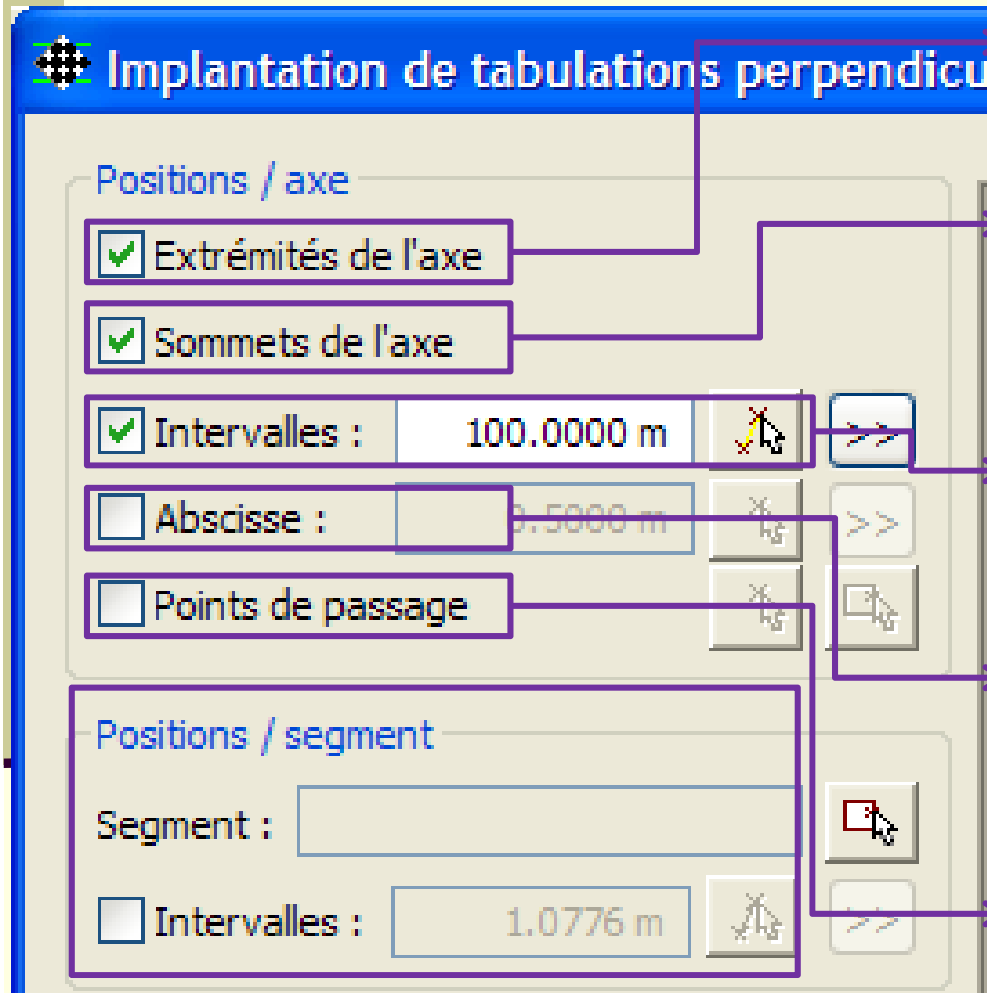 Implantation de tabulations
Positions / axe
Extrémités de l'axe
Sommets de l'axe
Intervalles : 100.0000 m >>
Abscisse : m >>
Points de passage
Positions / segment
Segment :
Intervalles : 1.0776 m >>